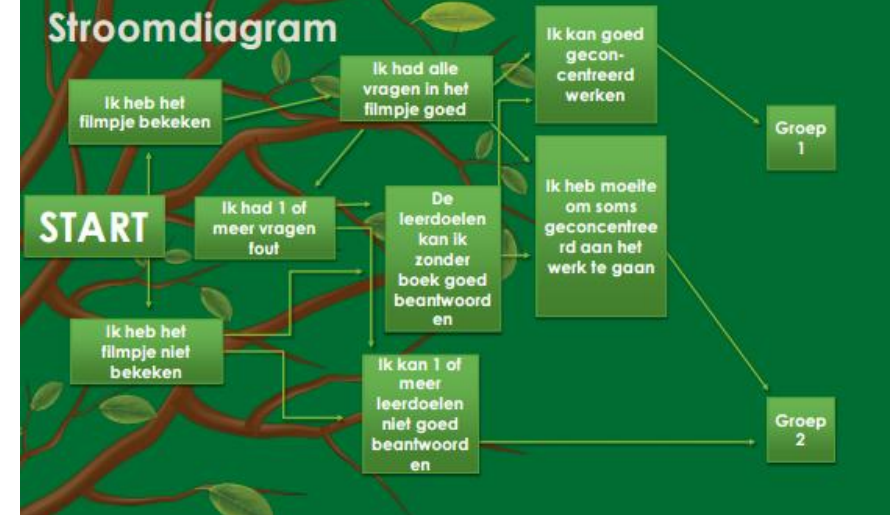 Stroomdiagram
Ik heb het
filmpje bekeken
Ik had alle
vragen in het
filmpje goed
Ik kan goed
gecon-
centreerd
werken
Groep
1
START
Ik had 1 of
meer vragen
fout
De
leerdoelen
kan ik
zonder
boek goed
beantwoord
en
Ik heb moeite
om soms
geconcentree
rd aan het
werk te gaan
Ik heb het
filmpje niet
bekeken
Ik kan 1 of
meer
leerdoelen
niet goed
beantwoord
en
Groep
2